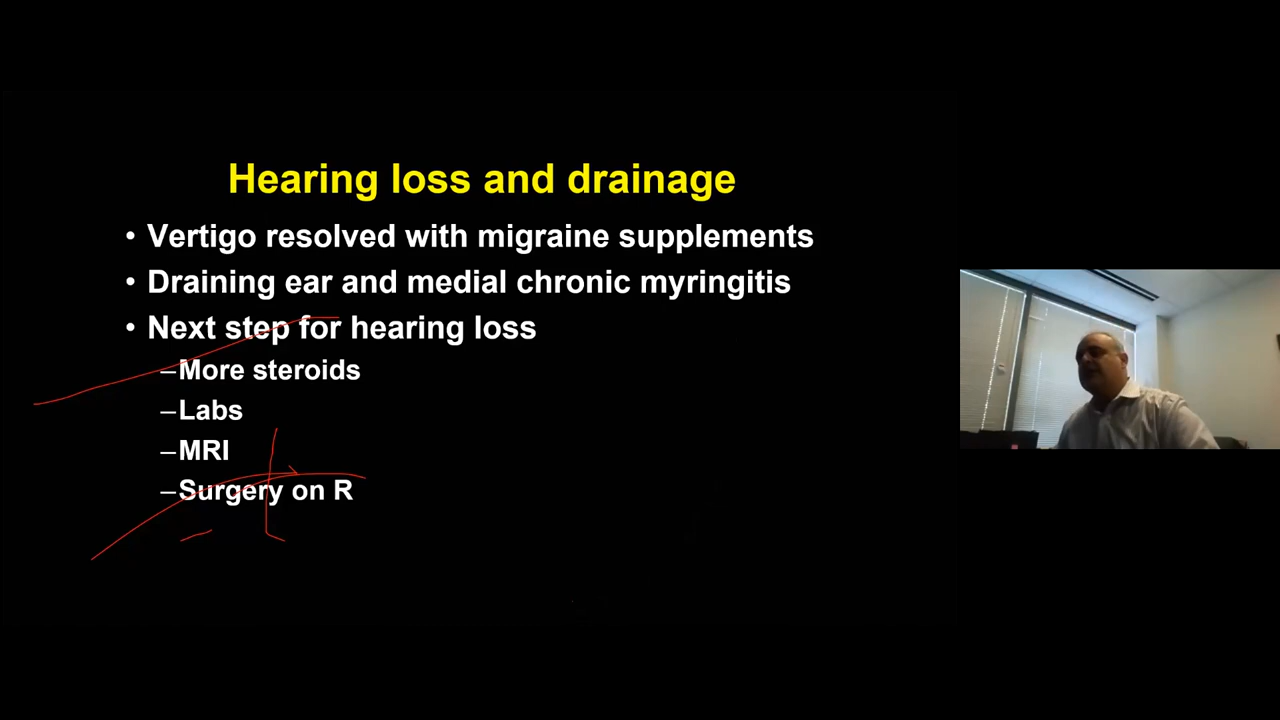 Hearing loss and drainage
• Vertigo resolved with migraine supplements
• Draining ear and medial chronic myringitis
• Next step for hearing loss
–More steroids
–Labs
–MRI
–Surgery on R